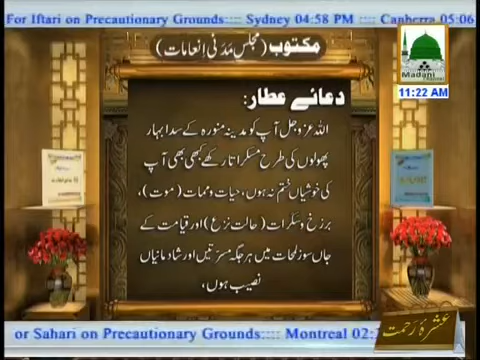 For Iftari on Precautionary Grounds::::  Sydney 04:58 PM :::: Canberra 05:06
مکتوب (مجلسِ مَدَنی اِنعامات)
Madani
11:22 AM
دعائے عطار:
اللہ عزوجل آپ کو مدینہ منورہ کے سدا بہار
پھولوں کی طرح مسکراتا رکھے کبھی بھی آپ
کی خوشیاں ختم نہ ہوں، حیات و ممات (موت)،
برزخ و سکرات (حالت نزع) اور قیامت کے
جاں سوز لمحات میں ہر جگہ مسرتیں اور شادمانیاں
نصیب ہوں،
عشرۂ رحمت
or Sahari on Precautionary Grounds::::  Montreal 02: